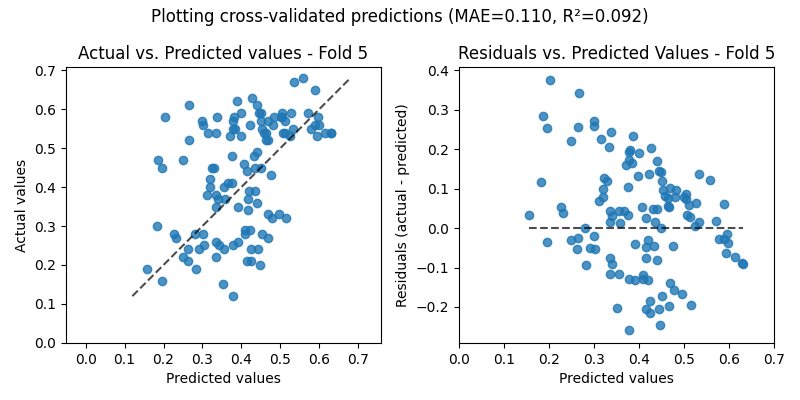 Plotting cross-validated predictions (MAE=0.110, R²=0.092)
Actual vs. Predicted values - Fold 5
Actual values
0.7
0.6
0.5
0.4
0.3
0.2
0.1
0.0
0.0 0.1 0.2 0.3 0.4 0.5 0.6 0.7
Predicted values
Residuals vs. Predicted Values - Fold 5
Residuals (actual - predicted)
0.4
0.3
0.2
0.1
0.0
−0.1
−0.2
0.0 0.1 0.2 0.3 0.4 0.5 0.6 0.7
Predicted values